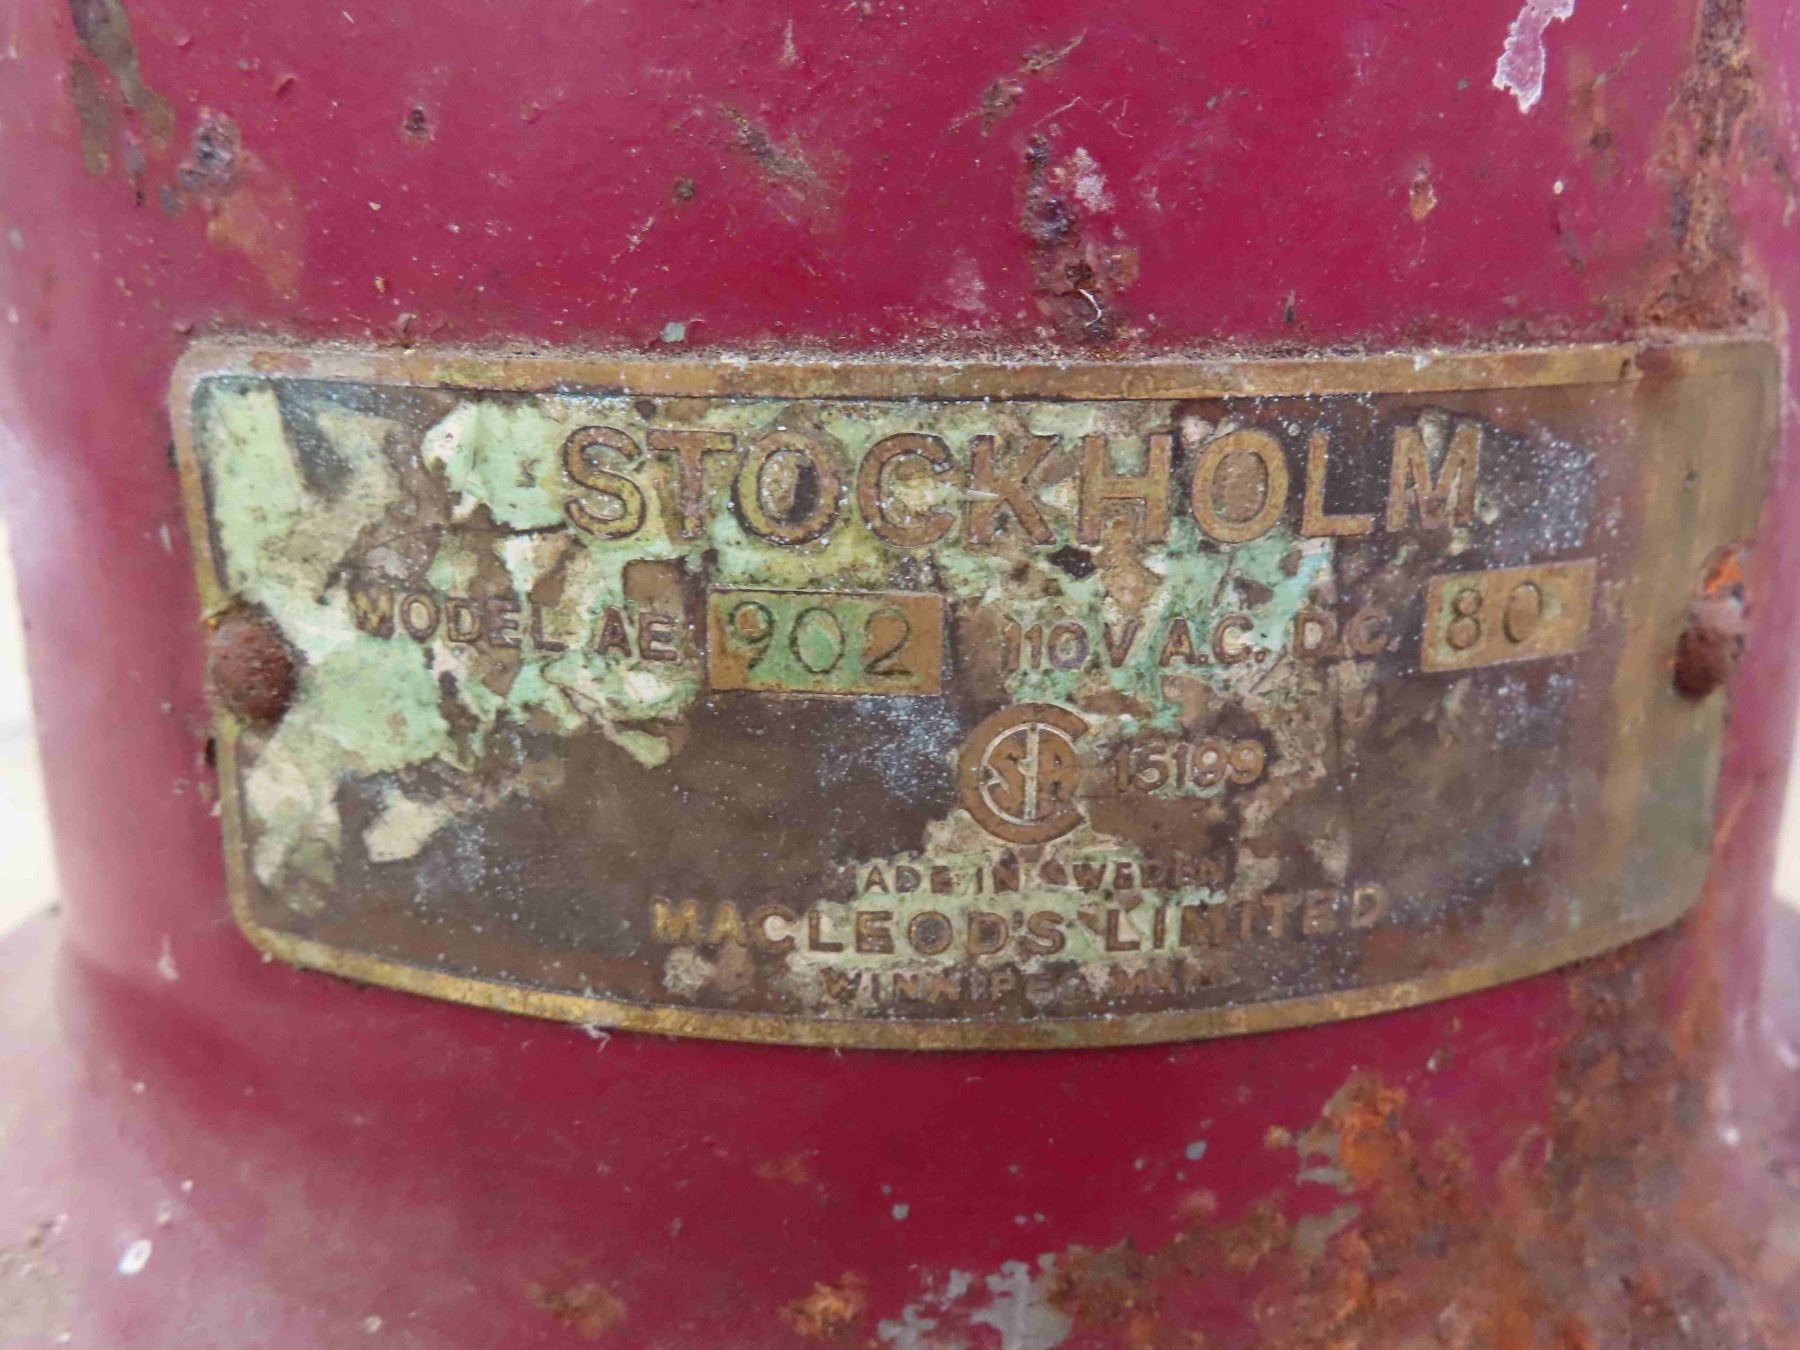 STOCKHOLM
MODEL AE 902 110 V A.C. D.C. 80
CSA 15199
MADE IN SWEDEN
MACLEOD'S LIMITED
WINNIPEG MAN.